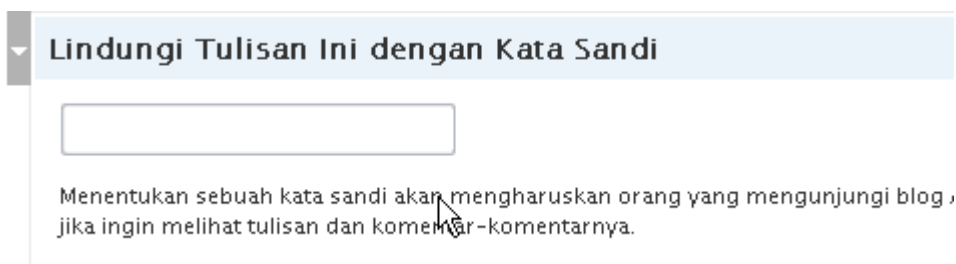 Lindungi Tulisan Ini dengan Kata Sandi
Menentukan sebuah kata sandi akan mengharuskan orang yang mengunjungi blog
jika ingin melihat tulisan dan komentar-komentarnya.